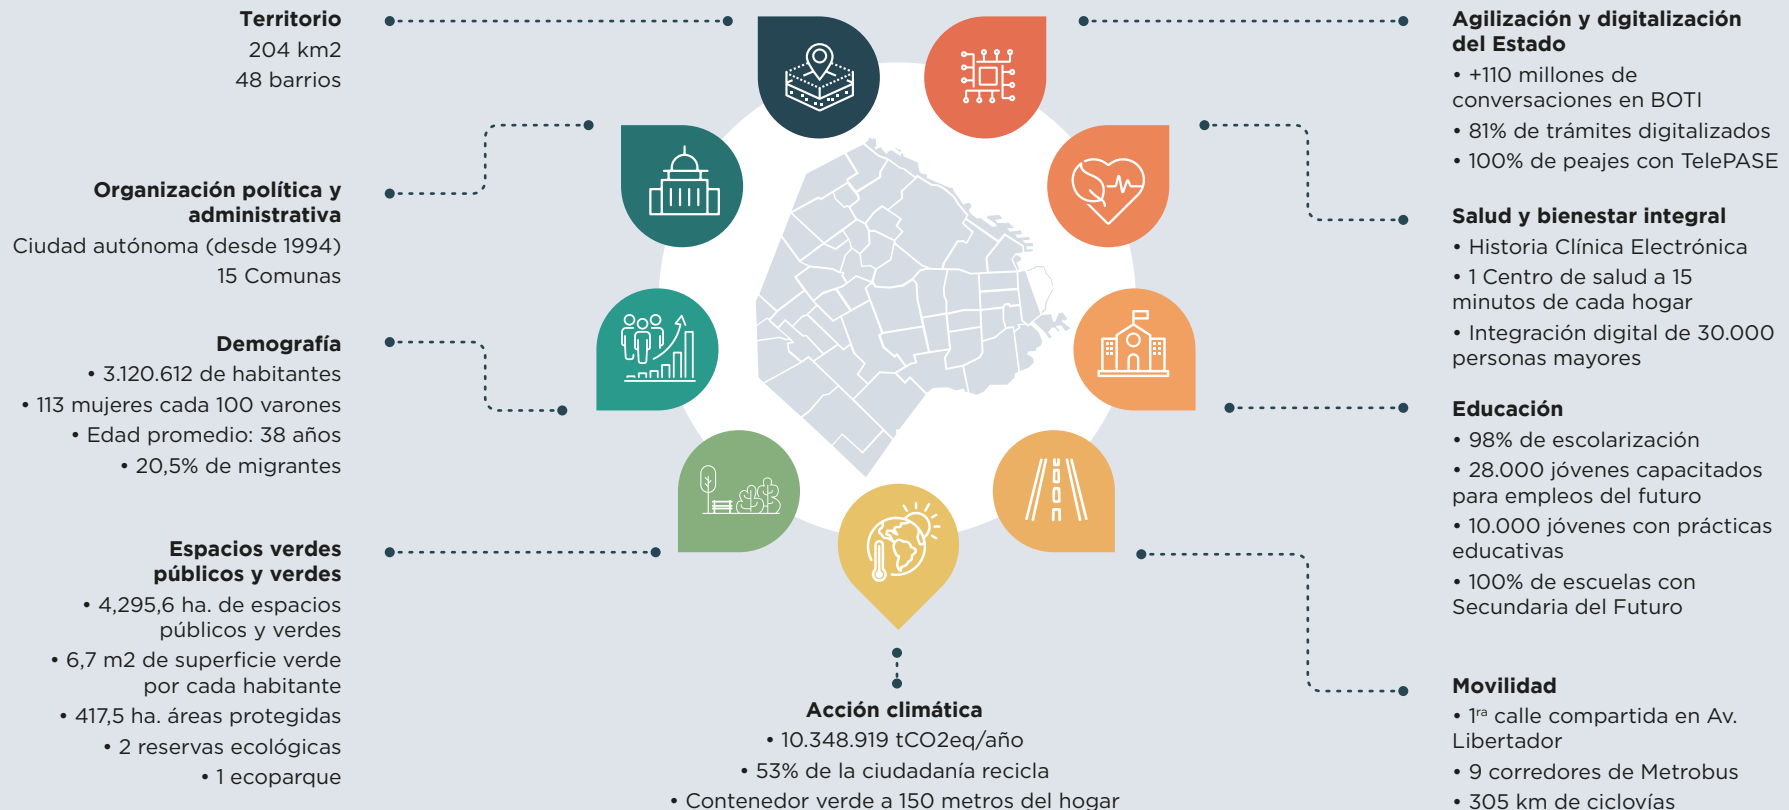 Territorio
204 km2
48 barrios
Organización política y
administrativa
Ciudad autónoma (desde 1994)
15 Comunas
Demografía
• 3.120.612 de habitantes
• 113 mujeres cada 100 varones
• Edad promedio: 38 años
• 20,5% de migrantes
Espacios verdes
públicos y verdes
• 4,295,6 ha. de espacios
públicos y verdes
• 6,7 m2 de superficie verde
por cada habitante
• 417,5 ha. áreas protegidas
• 2 reservas ecológicas
• 1 ecoparque
Acción climática
• 10.348.919 tCO2eq/año
• 53% de la ciudadanía recicla
• Contenedor verde a 150 metros del hogar
Agilización y digitalización
del Estado
• +110 millones de
conversaciones en BOTI
• 81% de trámites digitalizados
• 100% de peajes con TelePASE
Salud y bienestar integral
• Historia Clínica Electrónica
• 1 Centro de salud a 15
minutos de cada hogar
• Integración digital de 30.000
personas mayores
Educación
• 98% de escolarización
• 28.000 jóvenes capacitados
para empleos del futuro
• 10.000 jóvenes con prácticas
educativas
• 100% de escuelas con
Secundaria del Futuro
Movilidad
• 1ra calle compartida en Av.
Libertador
• 9 corredores de Metrobus
• 305 km de ciclovías